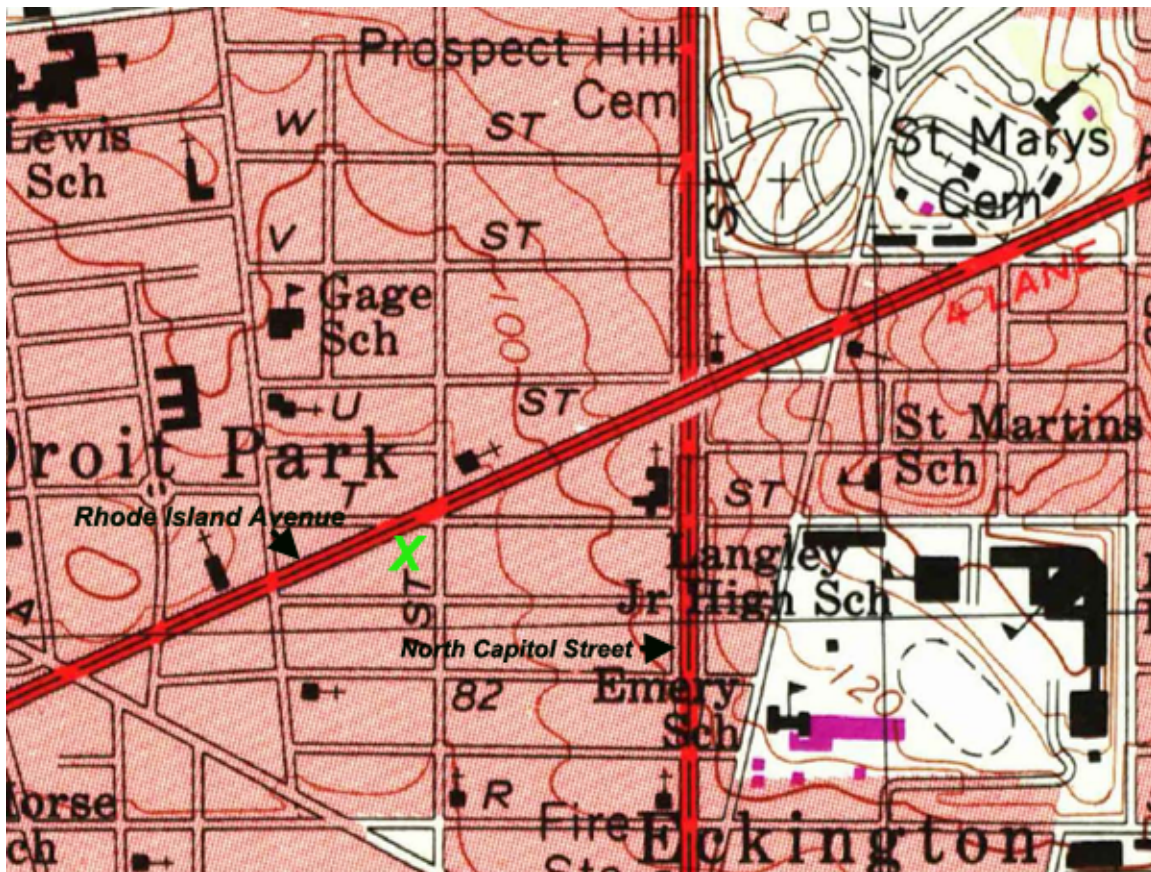 Prospect Hill
Cem
W
ST
Lewis
Sch
St Marys
Cem
ST
V
ST
4 LANE
Gage
Sch
100
U
ST
St Martins
Sch
Droit Park
T
ST
Rhode Island Avenue
X
ST
Langley
Jr High Sch
North Capitol Street
82
Emery
Sch
120
R
Morse
Sch
Fire
Sta
Eckington